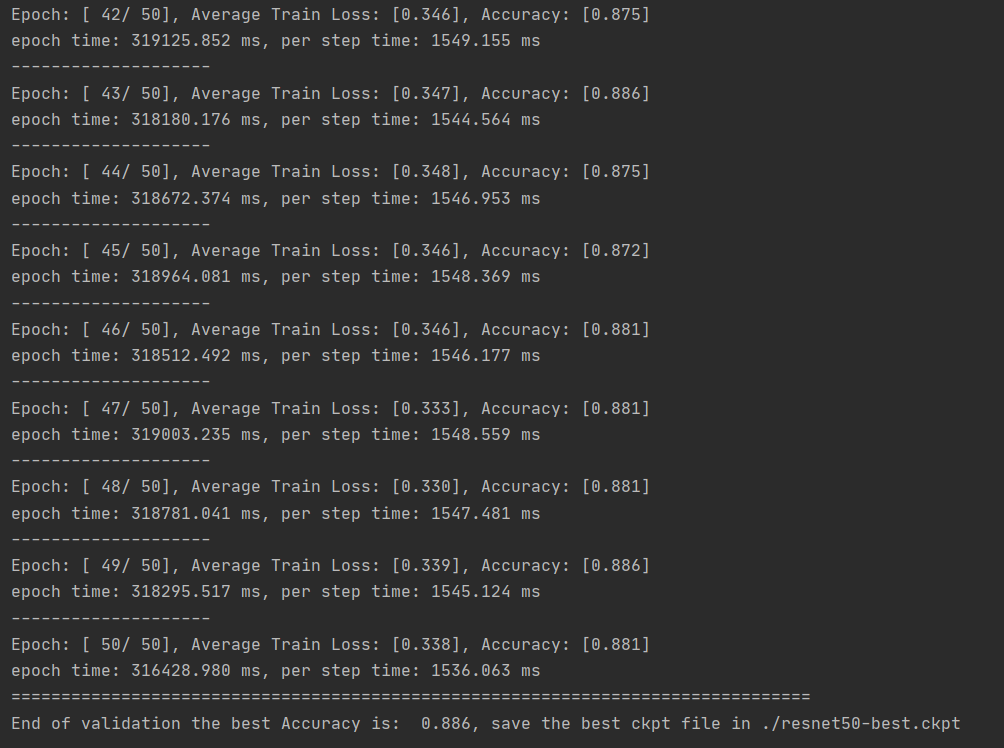 Epoch: [ 42/ 50], Average Train Loss: [0.346], Accuracy: [0.875]
epoch time: 319125.852 ms, per step time: 1549.155 ms
--------------------
Epoch: [ 43/ 50], Average Train Loss: [0.347], Accuracy: [0.886]
epoch time: 318180.176 ms, per step time: 1544.564 ms
--------------------
Epoch: [ 44/ 50], Average Train Loss: [0.348], Accuracy: [0.875]
epoch time: 318672.374 ms, per step time: 1546.953 ms
--------------------
Epoch: [ 45/ 50], Average Train Loss: [0.346], Accuracy: [0.872]
epoch time: 318964.081 ms, per step time: 1548.369 ms
--------------------
Epoch: [ 46/ 50], Average Train Loss: [0.346], Accuracy: [0.881]
epoch time: 318512.492 ms, per step time: 1546.177 ms
--------------------
Epoch: [ 47/ 50], Average Train Loss: [0.333], Accuracy: [0.881]
epoch time: 319003.235 ms, per step time: 1548.559 ms
--------------------
Epoch: [ 48/ 50], Average Train Loss: [0.330], Accuracy: [0.881]
epoch time: 318781.041 ms, per step time: 1547.481 ms
--------------------
Epoch: [ 49/ 50], Average Train Loss: [0.339], Accuracy: [0.886]
epoch time: 318295.517 ms, per step time: 1545.124 ms
--------------------
Epoch: [ 50/ 50], Average Train Loss: [0.338], Accuracy: [0.881]
epoch time: 316428.980 ms, per step time: 1536.063 ms
================================================================================
End of validation the best Accuracy is:  0.886, save the best ckpt file in ./resnet50-best.ckpt